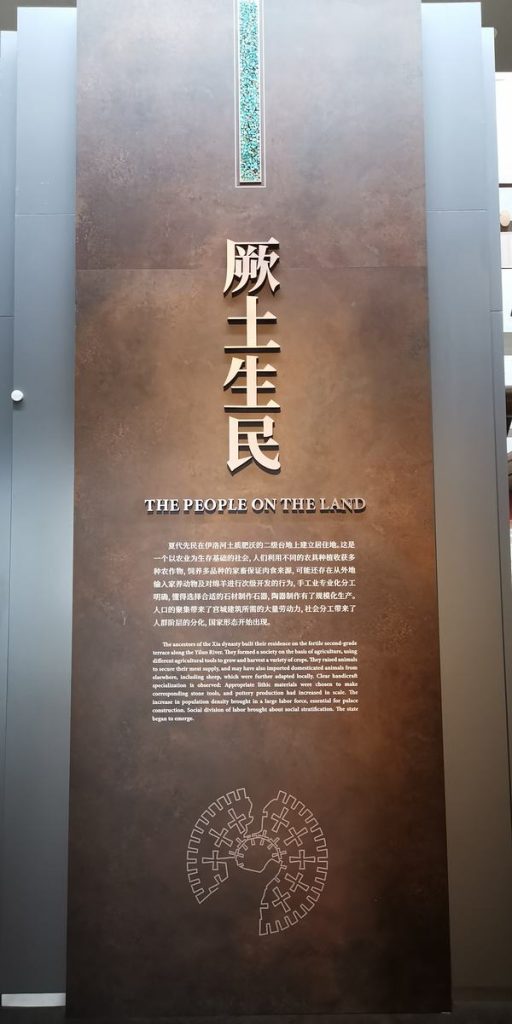 厥土生民
THE PEOPLE ON THE LAND
夏代先民在伊洛河土质肥沃的二级台地上建立居住地。这是
一个以农业为生存基础的社会，人们利用不同的农具种植收获多
种农作物，饲养多品种的家畜保证肉食来源，可能还存在从外地
输入家养动物及对绵羊进行次级开发的行为，手工业专业化分工
明确，懂得选择合适的石材制作石器，陶器制作有了规模化生产。
人口的聚集带来了宫城建筑所需的大量劳动力，社会分工带来了
人群阶层的分化，国家形态开始出现。
The ancestors of the Xia dynasty built their residence on the fertile second-grade
terrace along the Yiluo River. They formed a society on the basis of agriculture, using
different agricultural tools to grow and harvest a variety of crops. They raised animals
to secure their meat supply, and may have also imported domesticated animals from
elsewhere, including sheep, which were further adapted locally. Clear handicraft
specialization is observed; Appropriate lithic materials were chosen to make
corresponding stone tools, and pottery production had increased in scale. The
increase in population density brought in a large labor force, essential for palace
construction. Social division of labor brought about social stratification. The state
began to emerge.